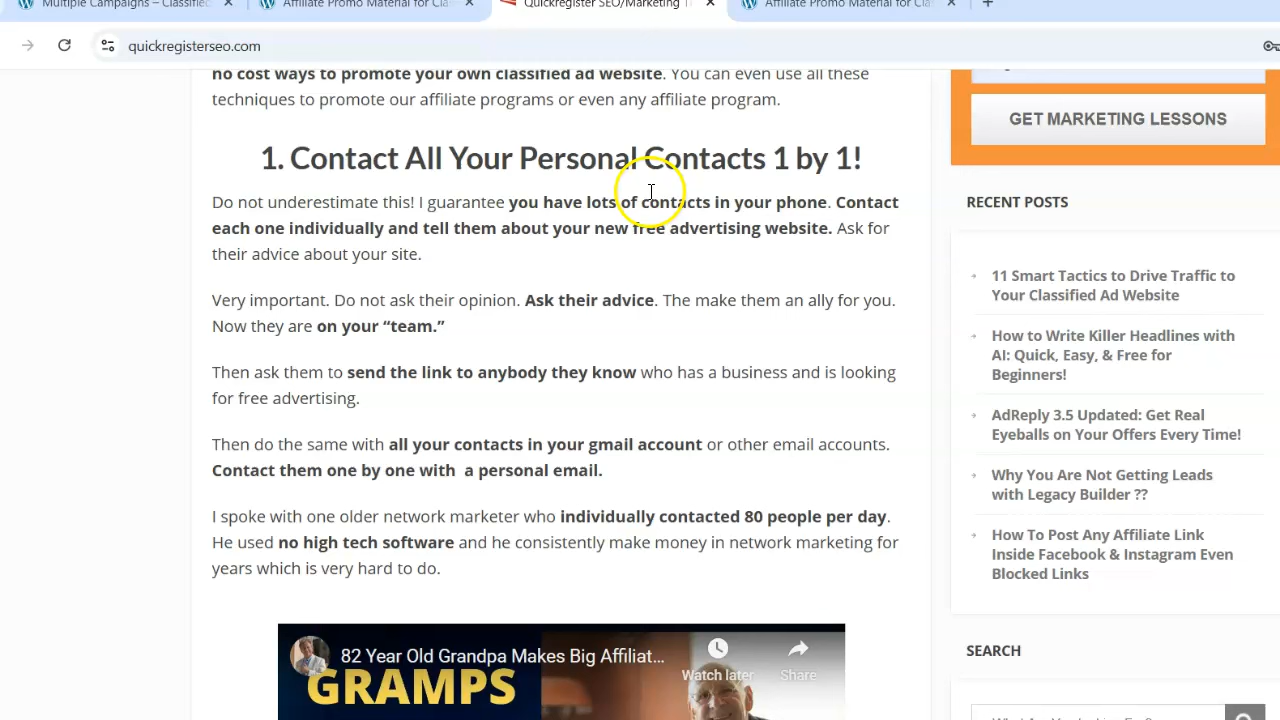 Multiple Campaigns – Classified
Affiliate Promo Material for Clas
Quickregister SEO/Marketing T
Affiliate Promo Material for Clas
quickregisterseo.com
no cost ways to promote your own classified ad website. You can even use all these
techniques to promote our affiliate programs or even any affiliate program.
1. Contact All Your Personal Contacts 1 by 1!
Do not underestimate this! I guarantee you have lots of contacts in your phone. Contact
each one individually and tell them about your new free advertising website. Ask for
their advice about your site.
Very important. Do not ask their opinion. Ask their advice. The make them an ally for you.
Now they are on your “team.”
Then ask them to send the link to anybody they know who has a business and is looking
for free advertising.
Then do the same with all your contacts in your gmail account or other email accounts.
Contact them one by one with a personal email.
I spoke with one older network marketer who individually contacted 80 people per day.
He used no high tech software and he consistently make money in network marketing for
years which is very hard to do.
82 Year Old Grandpa Makes Big Affiliat...
Watch later
Share
GRAMPS
GET MARKETING LESSONS
RECENT POSTS
11 Smart Tactics to Drive Traffic to
Your Classified Ad Website
How to Write Killer Headlines with
AI: Quick, Easy, & Free for
Beginners!
AdReply 3.5 Updated: Get Real
Eyeballs on Your Offers Every Time!
Why You Are Not Getting Leads
with Legacy Builder ??
How To Post Any Affiliate Link
Inside Facebook & Instagram Even
Blocked Links
SEARCH